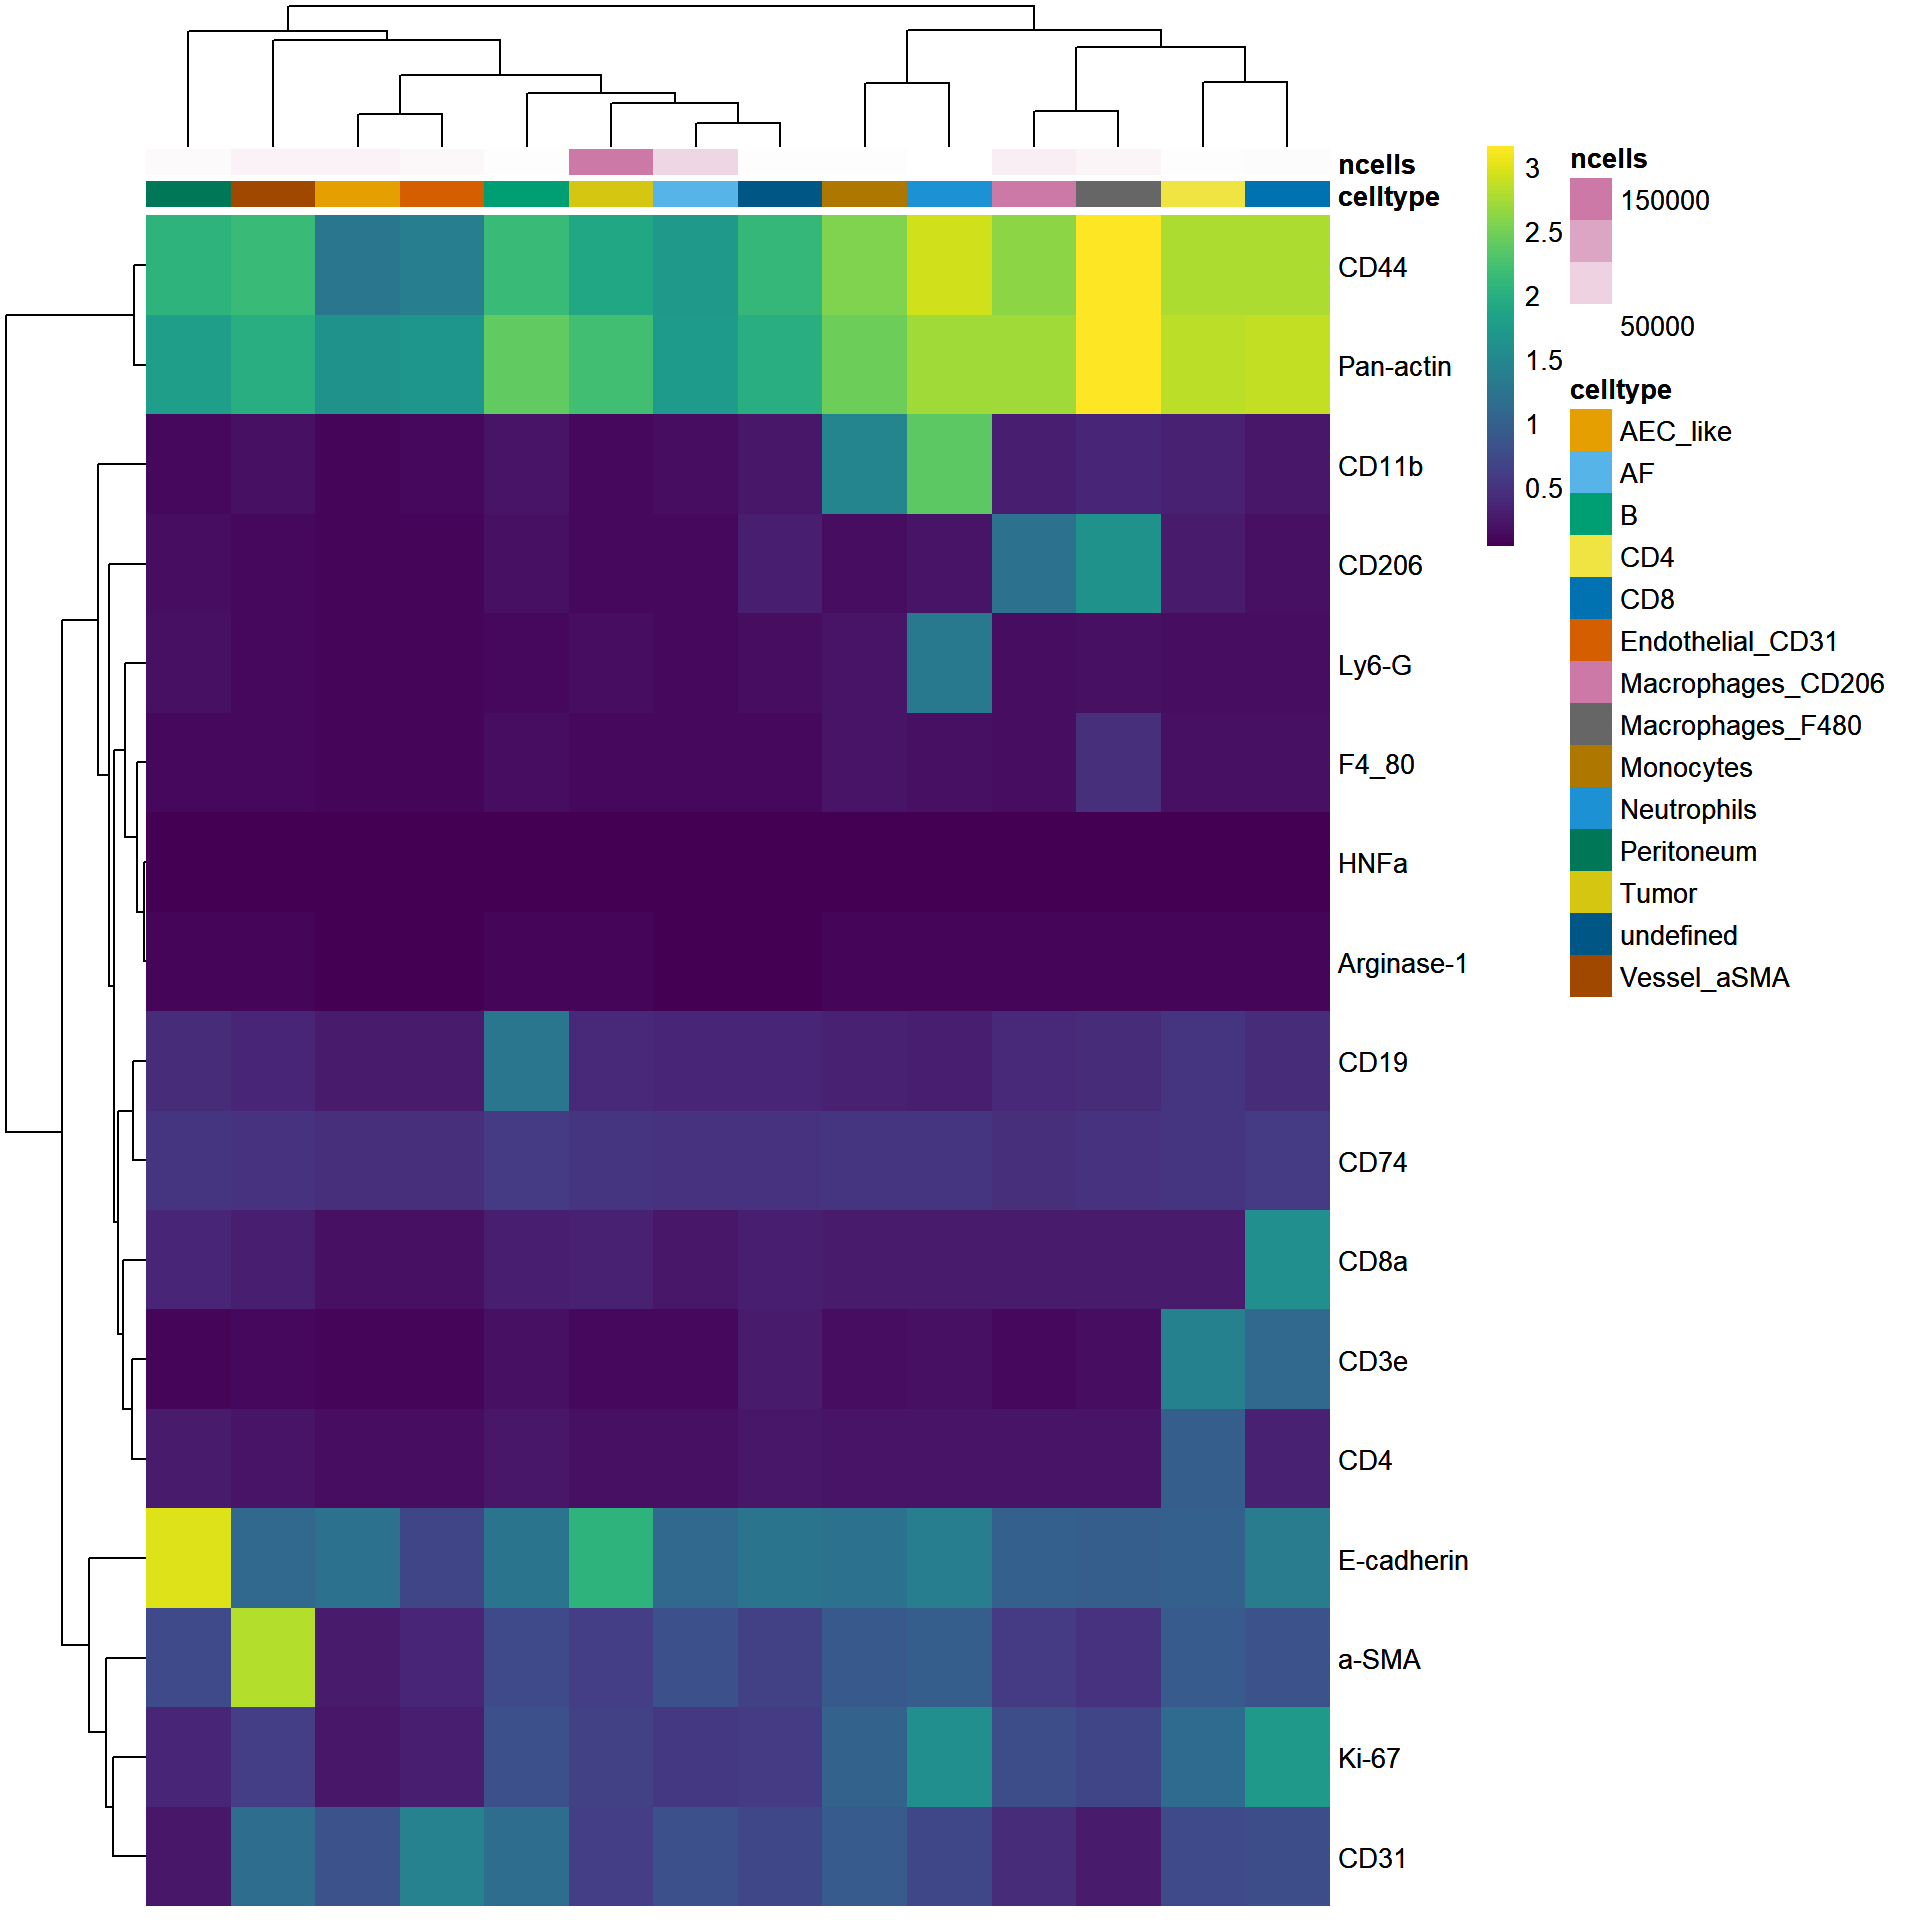 ncells
celltype
CD44
Pan-actin
CD11b
CD206
Ly6-G
F4_80
HNFa
Arginase-1
CD19
CD74
CD8a
CD3e
CD4
E-cadherin
a-SMA
Ki-67
CD31
3
2.5
2
1.5
1
0.5
ncells
150000
50000
celltype
AEC_like
AF
B
CD4
CD8
Endothelial_CD31
Macrophages_CD206
Macrophages_F480
Monocytes
Neutrophils
Peritoneum
Tumor
undefined
Vessel_aSMA